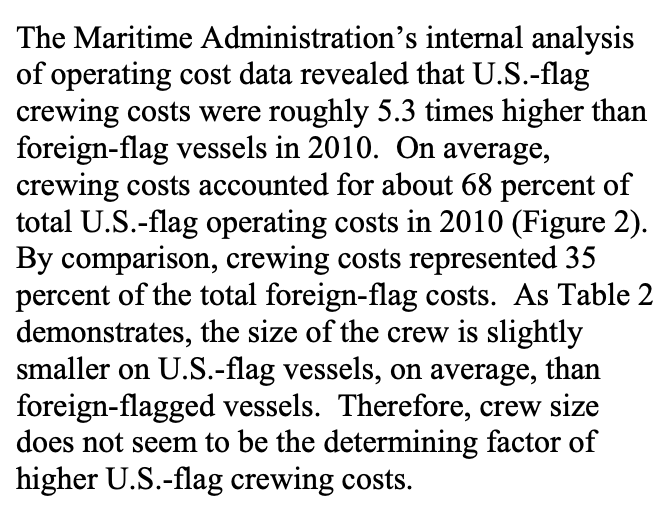 The Maritime Administration’s internal analysis
of operating cost data revealed that U.S.-flag
crewing costs were roughly 5.3 times higher than
foreign-flag vessels in 2010.  On average,
crewing costs accounted for about 68 percent of
total U.S.-flag operating costs in 2010 (Figure 2).
By comparison, crewing costs represented 35
percent of the total foreign-flag costs.  As Table 2
demonstrates, the size of the crew is slightly
smaller on U.S.-flag vessels, on average, than
foreign-flagged vessels.  Therefore, crew size
does not seem to be the determining factor of
higher U.S.-flag crewing costs.